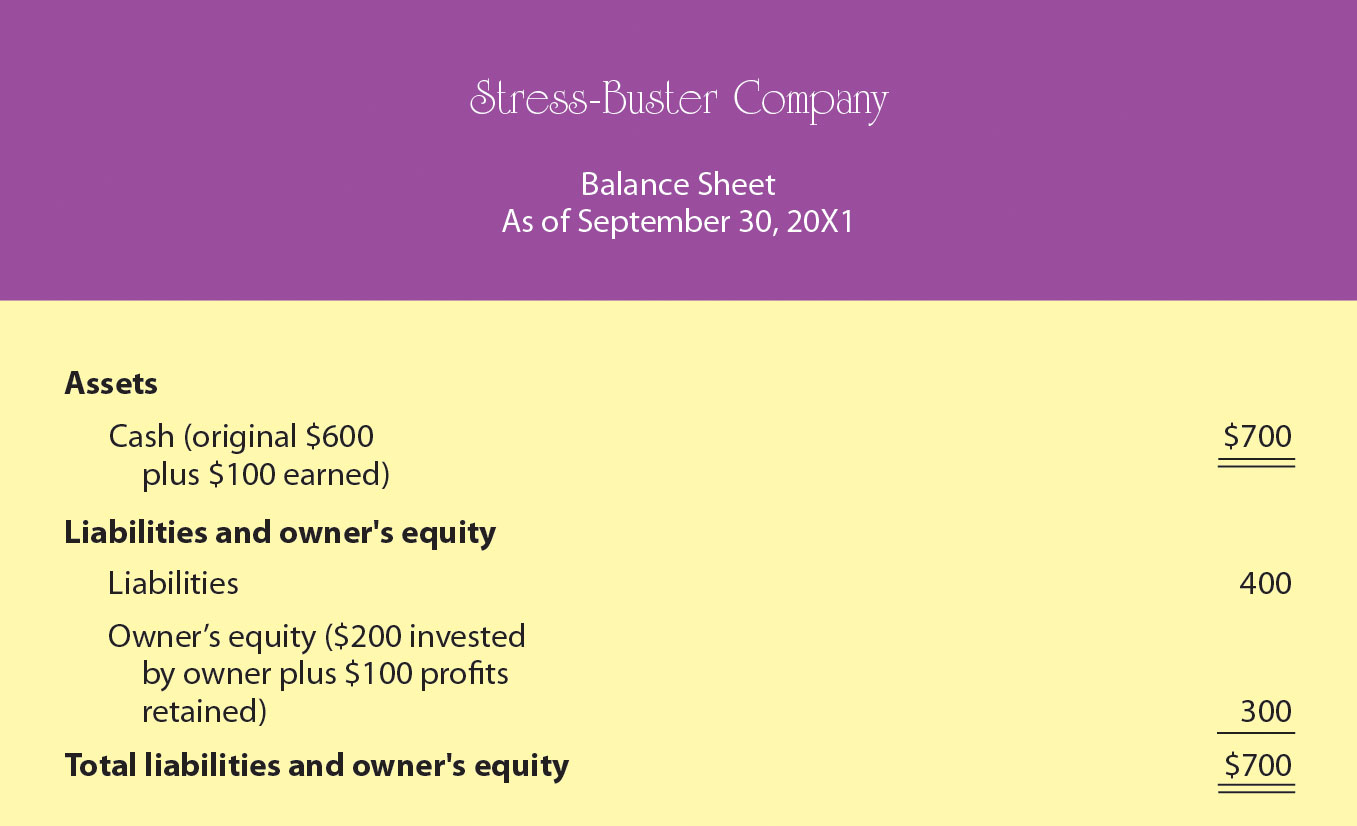 Stress-Buster Company
Balance Sheet
As of September 30, 20X1
Assets
Cash (original $600 $700
plus $100 earned)
Liabilities and owner's equity
Liabilities 400
Owner’s equity ($200 invested
by owner plus $100 profits
retained) 300
Total liabilities and owner's equity $700